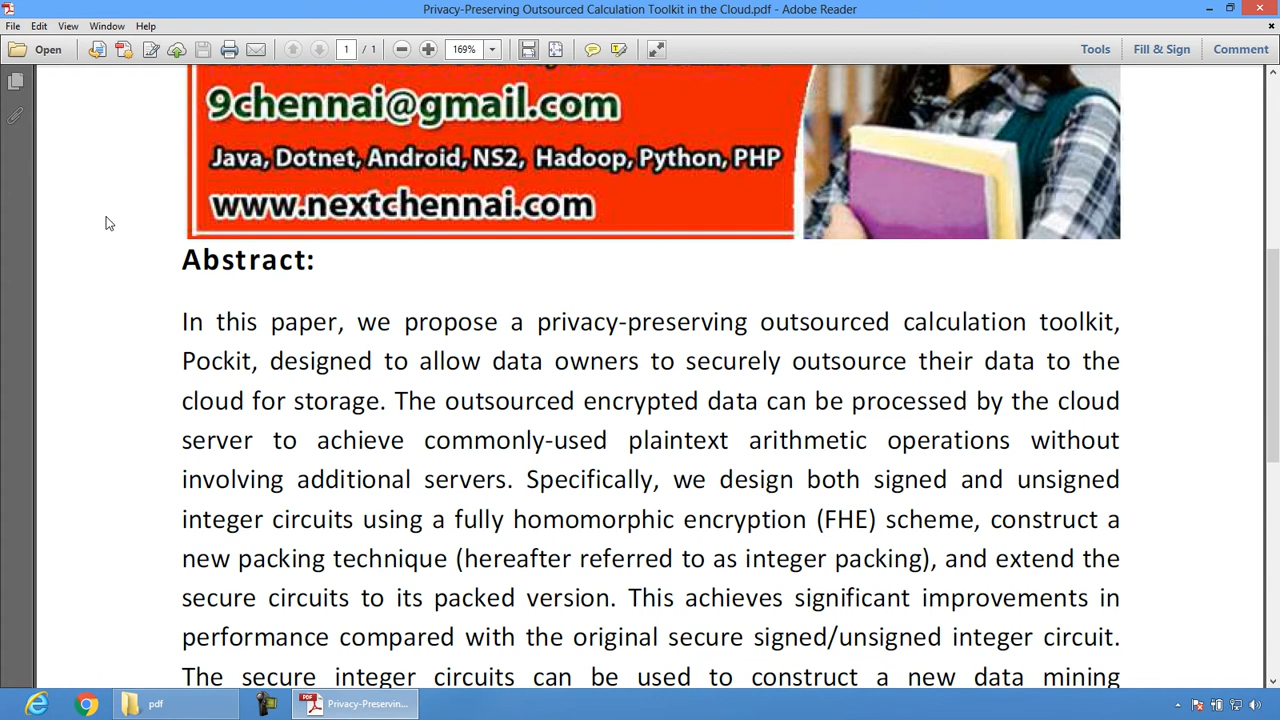 Privacy-Preserving Outsourced Calculation Toolkit in the Cloud.pdf - Adobe Reader
File Edit View Window Help
Open 1 / 1 169% Tools Fill & Sign Comment
9chennai@gmail.com
Java, Dotnet, Android, NS2, Hadoop, Python, PHP
www.nextchennai.com
Abstract:
In this paper, we propose a privacy-preserving outsourced calculation toolkit,
Pockit, designed to allow data owners to securely outsource their data to the
cloud for storage. The outsourced encrypted data can be processed by the cloud
server to achieve commonly-used plaintext arithmetic operations without
involving additional servers. Specifically, we design both signed and unsigned
integer circuits using a fully homomorphic encryption (FHE) scheme, construct a
new packing technique (hereafter referred to as integer packing), and extend the
secure circuits to its packed version. This achieves significant improvements in
performance compared with the original secure signed/unsigned integer circuit.
The secure integer circuits can be used to construct a new data mining
pdf Privacy-Preservin...